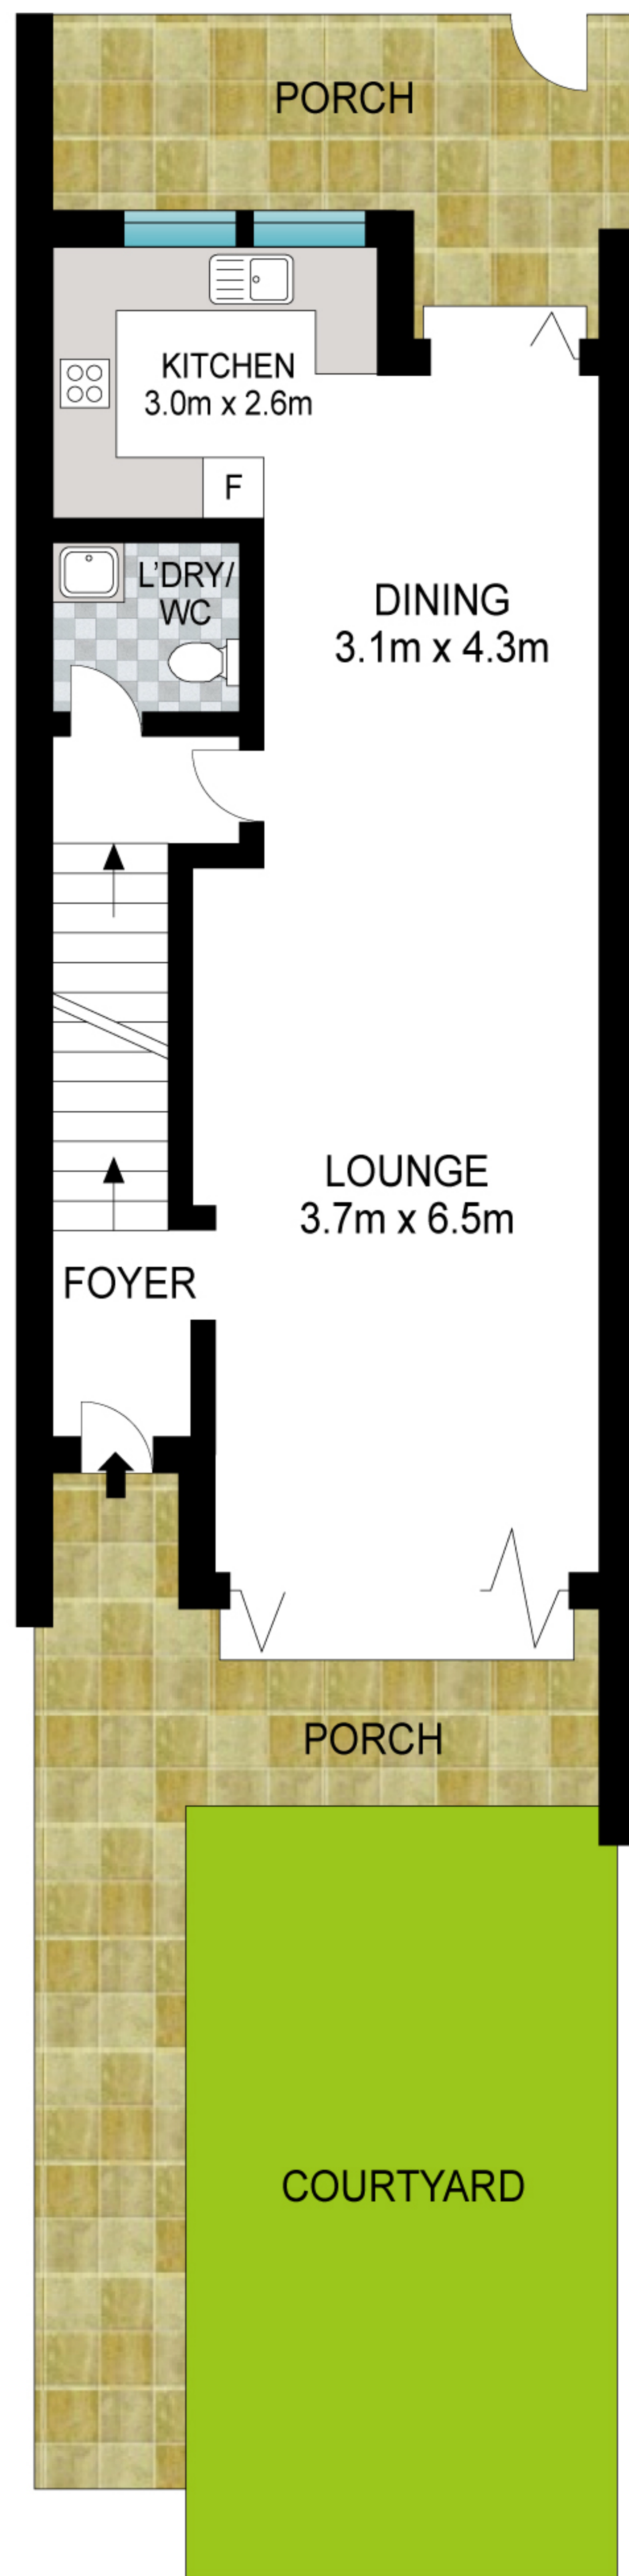 PORCH
KITCHEN
3.0m x 2.6m
F
L'DRY/
WC
DINING
3.1m x 4.3m
LOUNGE
3.7m x 6.5m
FOYER
PORCH
COURTYARD